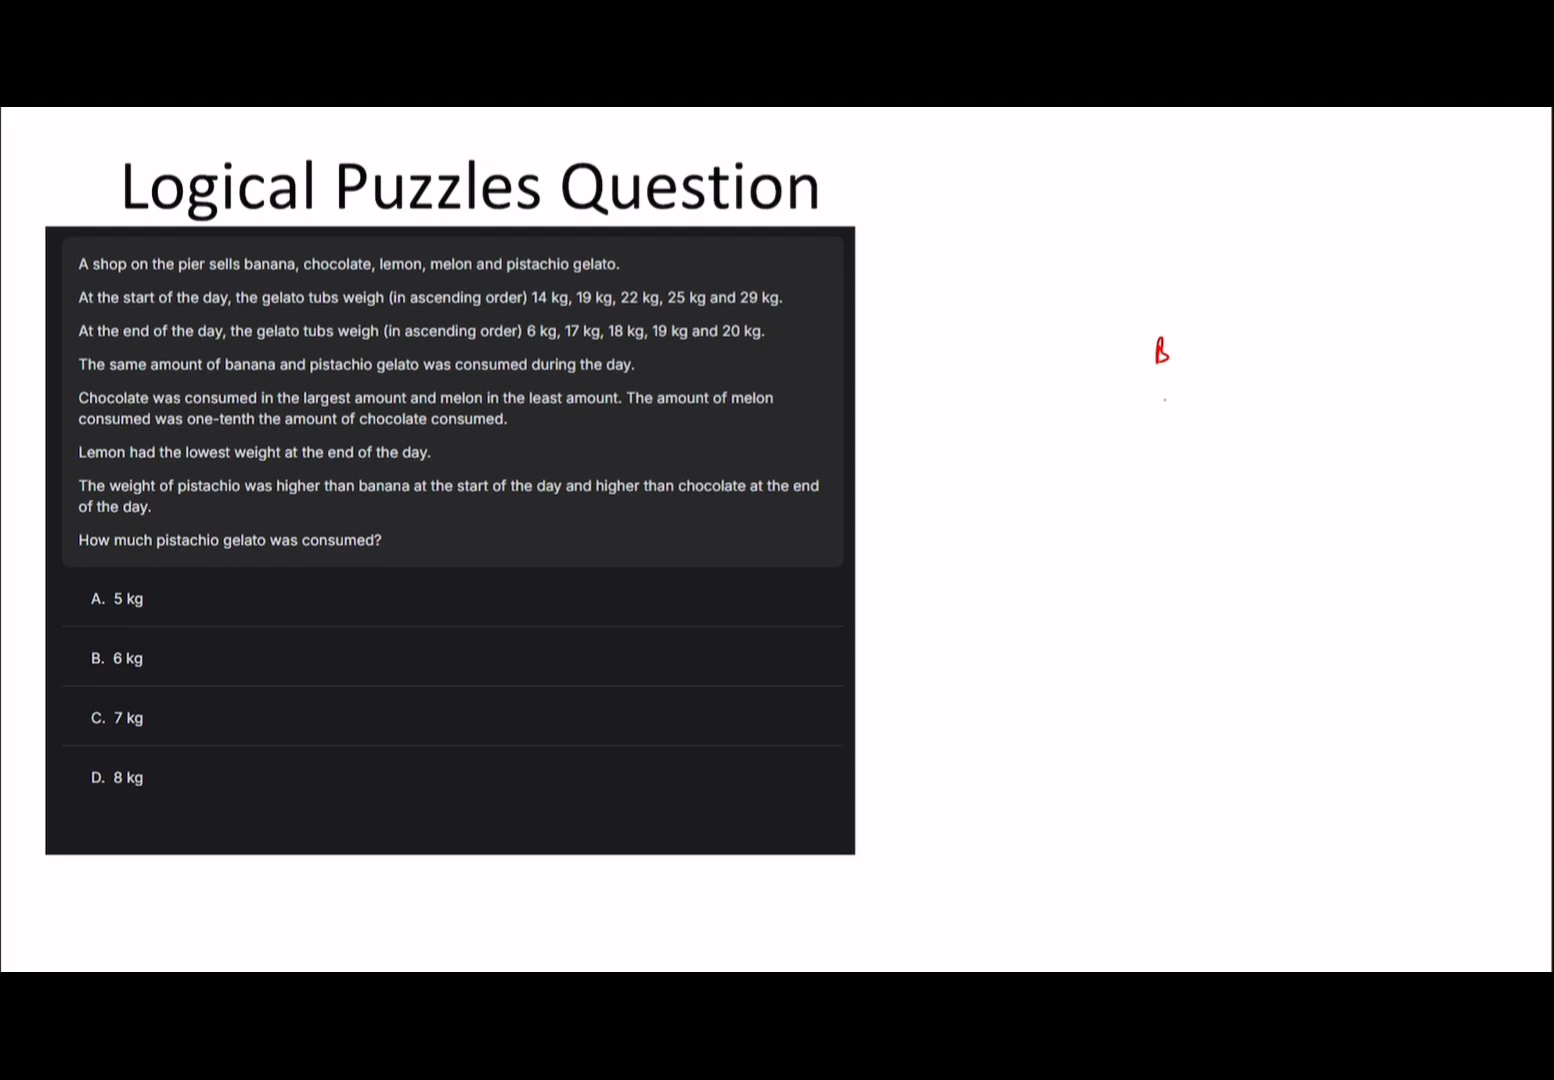 Logical Puzzles Question
A shop on the pier sells banana, chocolate, lemon, melon and pistachio gelato.
At the start of the day, the gelato tubs weigh (in ascending order) 14 kg, 19 kg, 22 kg, 25 kg and 29 kg.
At the end of the day, the gelato tubs weigh (in ascending order) 6 kg, 17 kg, 18 kg, 19 kg and 20 kg.
The same amount of banana and pistachio gelato was consumed during the day.
Chocolate was consumed in the largest amount and melon in the least amount. The amount of melon
consumed was one-tenth the amount of chocolate consumed.
Lemon had the lowest weight at the end of the day.
The weight of pistachio was higher than banana at the start of the day and higher than chocolate at the end
of the day.
How much pistachio gelato was consumed?
A. 5 kg
B. 6 kg
C. 7 kg
D. 8 kg
B